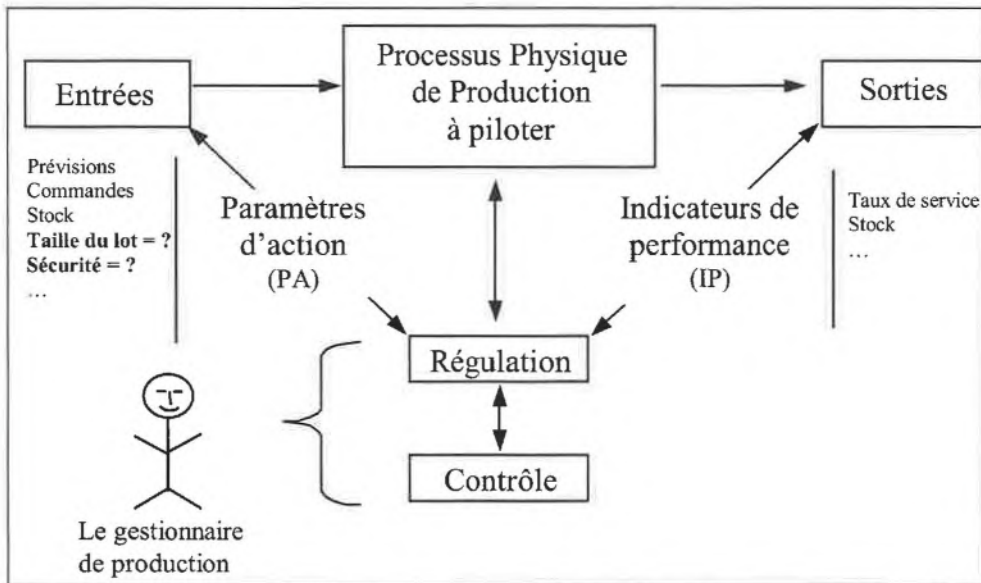 Entrées
Processus Physique
de Production
à piloter
Sorties
Prévisions
Commandes
Stock
Taille du lot = ?
Sécurité = ?
…
Paramètres
d'action
(PA)
Indicateurs de
performance
(IP)
Taux de service
Stock
…
Régulation
Contrôle
Le gestionnaire
de production